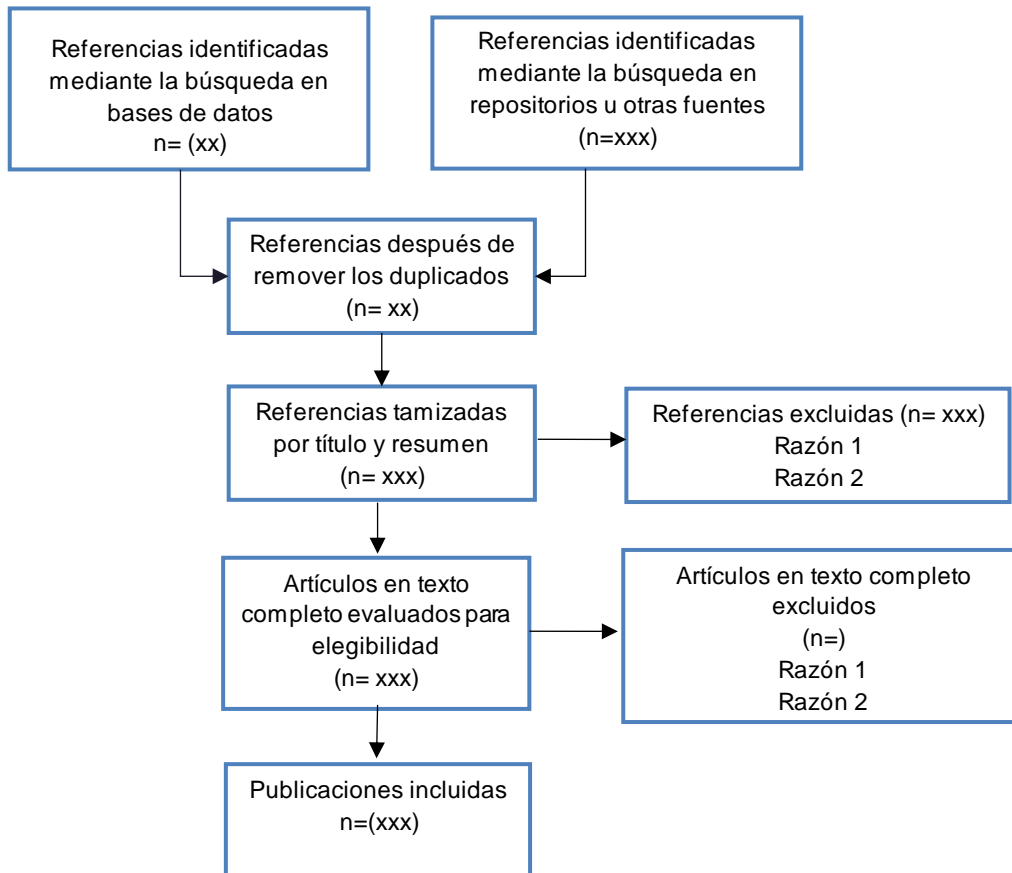 Referencias identificadas
mediante la búsqueda en
bases de datos
n= (xx)
Referencias identificadas
mediante la búsqueda en
repositorios u otras fuentes
(n=xxx)
Referencias después de
remover los duplicados
(n= xx)
Referencias tamizadas
por título y resumen
(n= xxx)
Referencias excluidas (n= xxx)
Razón 1
Razón 2
Artículos en texto
completo evaluados para
elegibilidad
(n= xxx)
Artículos en texto completo
excluidos
(n=)
Razón 1
Razón 2
Publicaciones incluidas
n=(xxx)